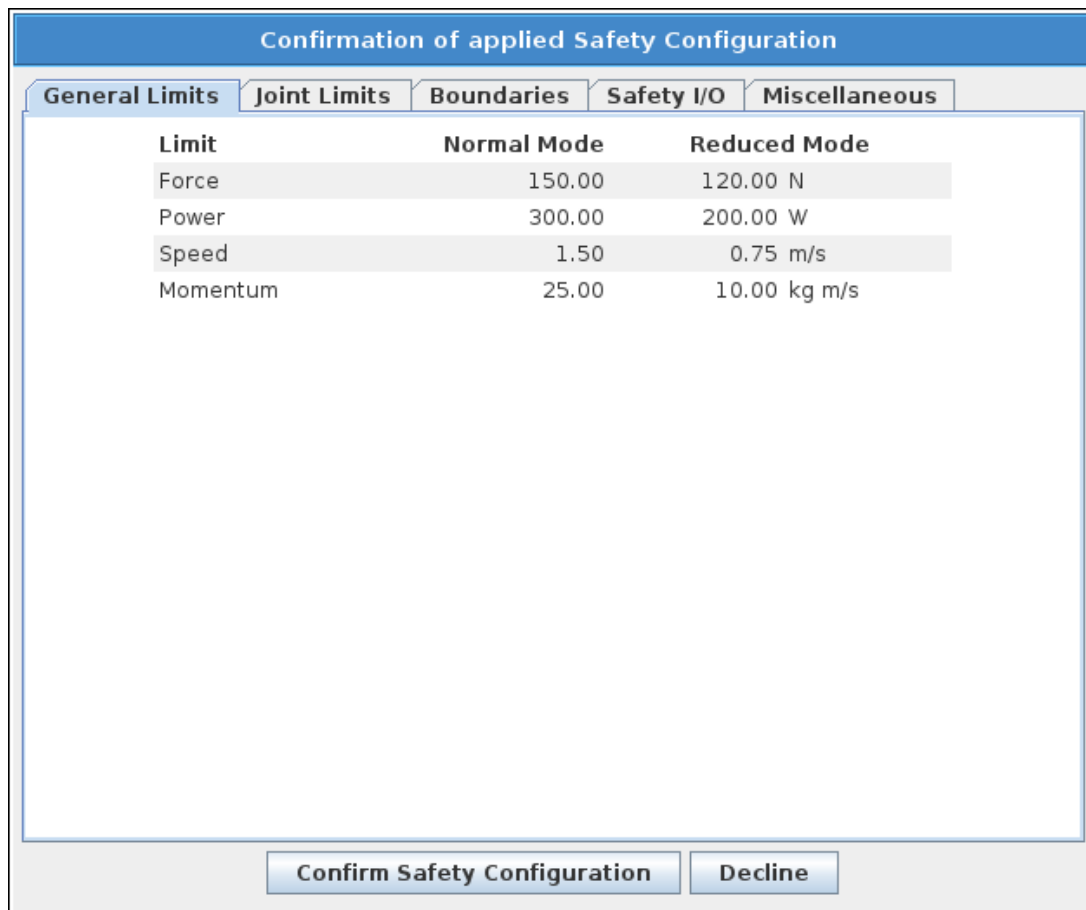 Confirmation of applied Safety Configuration
General Limits Joint Limits Boundaries Safety I/O Miscellaneous
Limit Normal Mode Reduced Mode
Force 150.00 120.00 N
Power 300.00 200.00 W
Speed 1.50 0.75 m/s
Momentum 25.00 10.00 kg m/s
Confirm Safety Configuration Decline